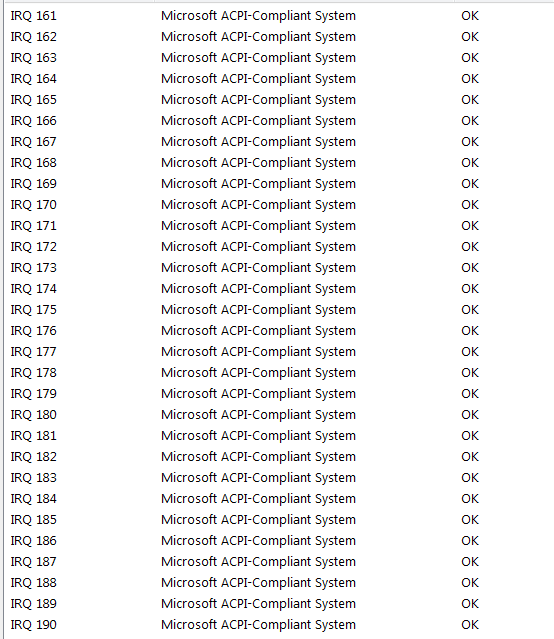 IRQ 161 Microsoft ACPI-Compliant System OK
IRQ 162 Microsoft ACPI-Compliant System OK
IRQ 163 Microsoft ACPI-Compliant System OK
IRQ 164 Microsoft ACPI-Compliant System OK
IRQ 165 Microsoft ACPI-Compliant System OK
IRQ 166 Microsoft ACPI-Compliant System OK
IRQ 167 Microsoft ACPI-Compliant System OK
IRQ 168 Microsoft ACPI-Compliant System OK
IRQ 169 Microsoft ACPI-Compliant System OK
IRQ 170 Microsoft ACPI-Compliant System OK
IRQ 171 Microsoft ACPI-Compliant System OK
IRQ 172 Microsoft ACPI-Compliant System OK
IRQ 173 Microsoft ACPI-Compliant System OK
IRQ 174 Microsoft ACPI-Compliant System OK
IRQ 175 Microsoft ACPI-Compliant System OK
IRQ 176 Microsoft ACPI-Compliant System OK
IRQ 177 Microsoft ACPI-Compliant System OK
IRQ 178 Microsoft ACPI-Compliant System OK
IRQ 179 Microsoft ACPI-Compliant System OK
IRQ 180 Microsoft ACPI-Compliant System OK
IRQ 181 Microsoft ACPI-Compliant System OK
IRQ 182 Microsoft ACPI-Compliant System OK
IRQ 183 Microsoft ACPI-Compliant System OK
IRQ 184 Microsoft ACPI-Compliant System OK
IRQ 185 Microsoft ACPI-Compliant System OK
IRQ 186 Microsoft ACPI-Compliant System OK
IRQ 187 Microsoft ACPI-Compliant System OK
IRQ 188 Microsoft ACPI-Compliant System OK
IRQ 189 Microsoft ACPI-Compliant System OK
IRQ 190 Microsoft ACPI-Compliant System OK